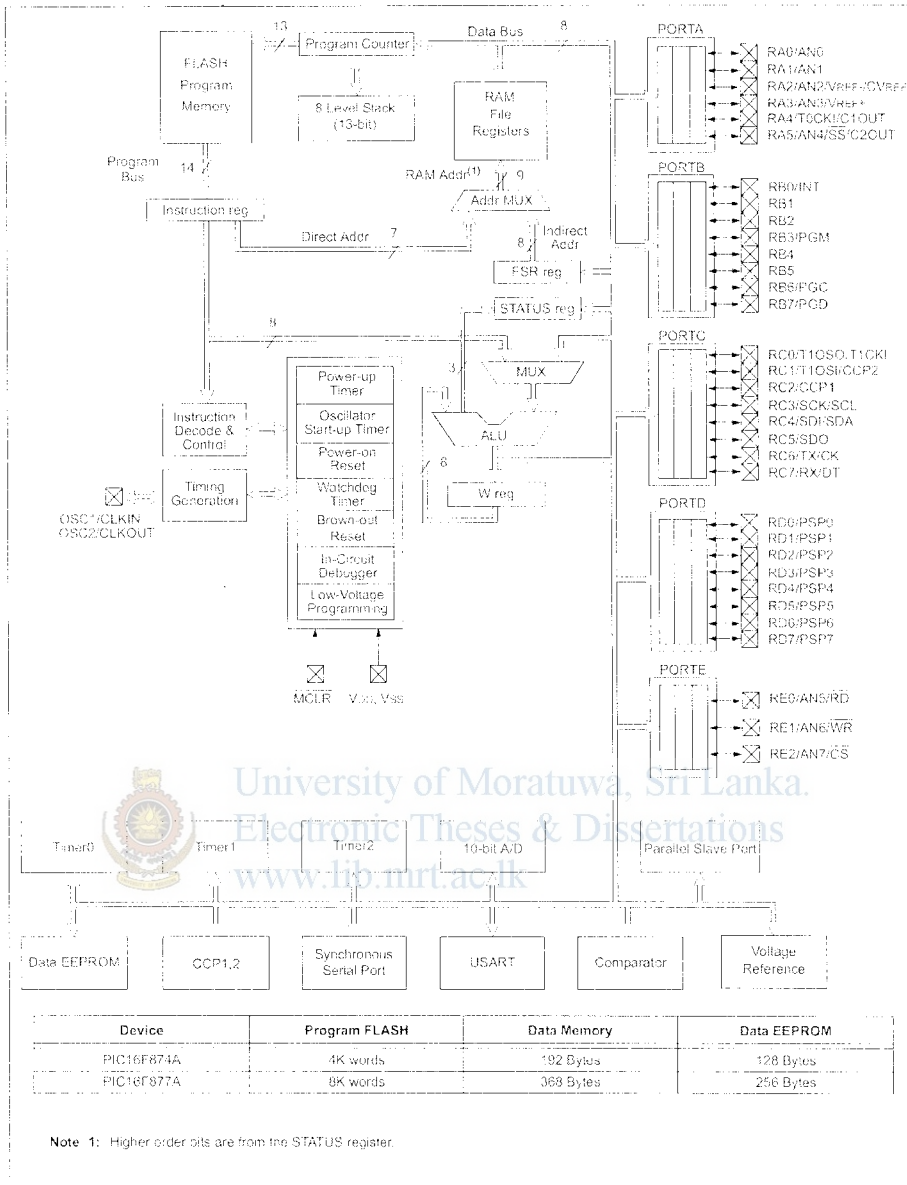 13
Program Counter
Data Bus
8
PORTA
FLASH
Program
Memory
8 Level Stack
(13-bit)
RAM
File
Registers
RA0/AN0
RA1/AN1
RA2/AN2/VREF-/CVREF
RA3/AN3/VREF+
RA4/T0CKI/C1OUT
RA5/AN4/SS/C2OUT
Program
Bus
14
RAM Addr(1)
9
PORTB
Addr MUX
Instruction reg
Direct Addr
7
8
Indirect
Addr
FSR reg
STATUS reg
RB0/INT
RB1
RB2
RB3/PGM
RB4
RB5
RB6/PGC
RB7/PGD
8
3
MUX
PORTC
RC0/T1OSO/T1CKI
RC1/T1OSI/CCP2
RC2/CCP1
RC3/SCK/SCL
RC4/SDI/SDA
RC5/SDO
RC6/TX/CK
RC7/RX/DT
Power-up
Timer
Instruction
Decode &
Control
Oscillator
Start-up Timer
ALU
Power-on
Reset
8
Timing
Generation
Watchdog
Timer
W reg
OSC1/CLKIN
OSC2/CLKOUT
Brown-out
Reset
In-Circuit
Debugger
Low-Voltage
Programming
PORTD
RD0/PSP0
RD1/PSP1
RD2/PSP2
RD3/PSP3
RD4/PSP4
RD5/PSP5
RD6/PSP6
RD7/PSP7
MCLR
VDD, VSS
PORTE
RE0/AN5/RD
RE1/AN6/WR
RE2/AN7/CS
University of Moratuwa, Sri Lanka.
Electronic Theses & Dissertations
www.lib.mrt.ac.lk
Timer0
Timer1
Timer2
10-bit A/D
Parallel Slave Port
Data EEPROM
CCP1,2
Synchronous
Serial Port
USART
Comparator
Voltage
Reference
Device Program FLASH Data Memory Data EEPROM
PIC16F874A 4K words 192 Bytes 128 Bytes
PIC16F877A 8K words 368 Bytes 256 Bytes
Note 1: Higher order bits are from the STATUS register.